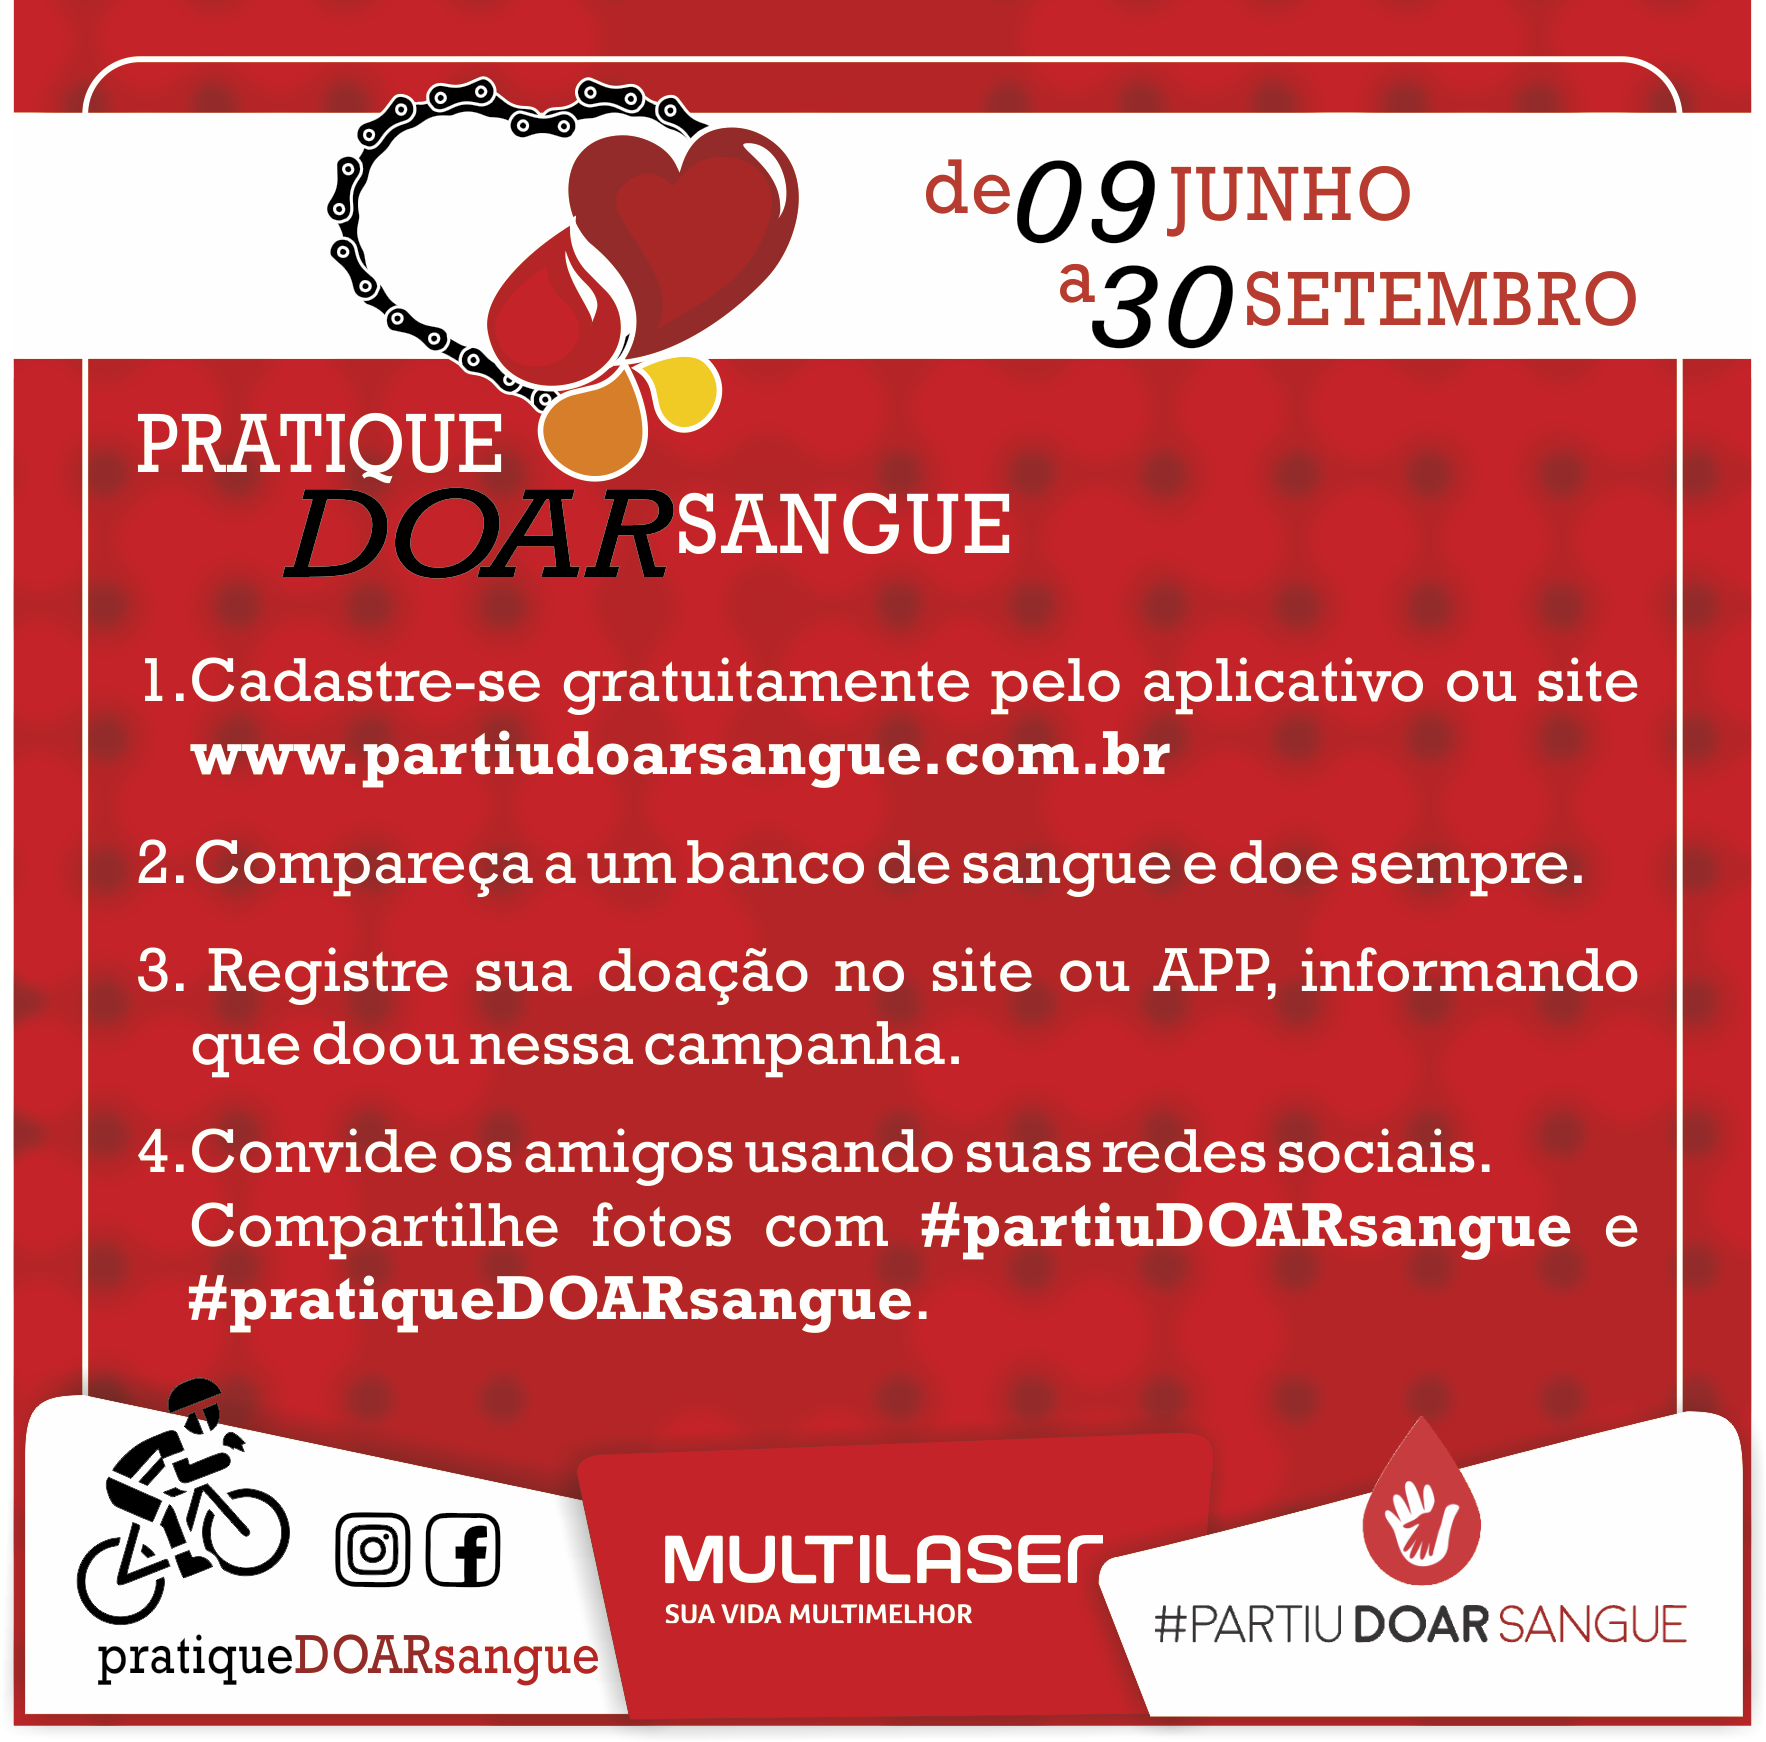 de 09 JUNHO
a 30 SETEMBRO
PRATIQUE
DOAR SANGUE
1. Cadastre-se gratuitamente pelo aplicativo ou site
www.partiudoarsangue.com.br
2. Compareça a um banco de sangue e doe sempre.
3. Registre sua doação no site ou APP, informando
que doou nessa campanha.
4. Convide os amigos usando suas redes sociais.
Compartilhe fotos com #partiuDOARsangue e
#pratiqueDOARsangue.
pratiqueDOARsangue
MULTILASER
SUA VIDA MULTIMELHOR
#PARTIU DOAR SANGUE